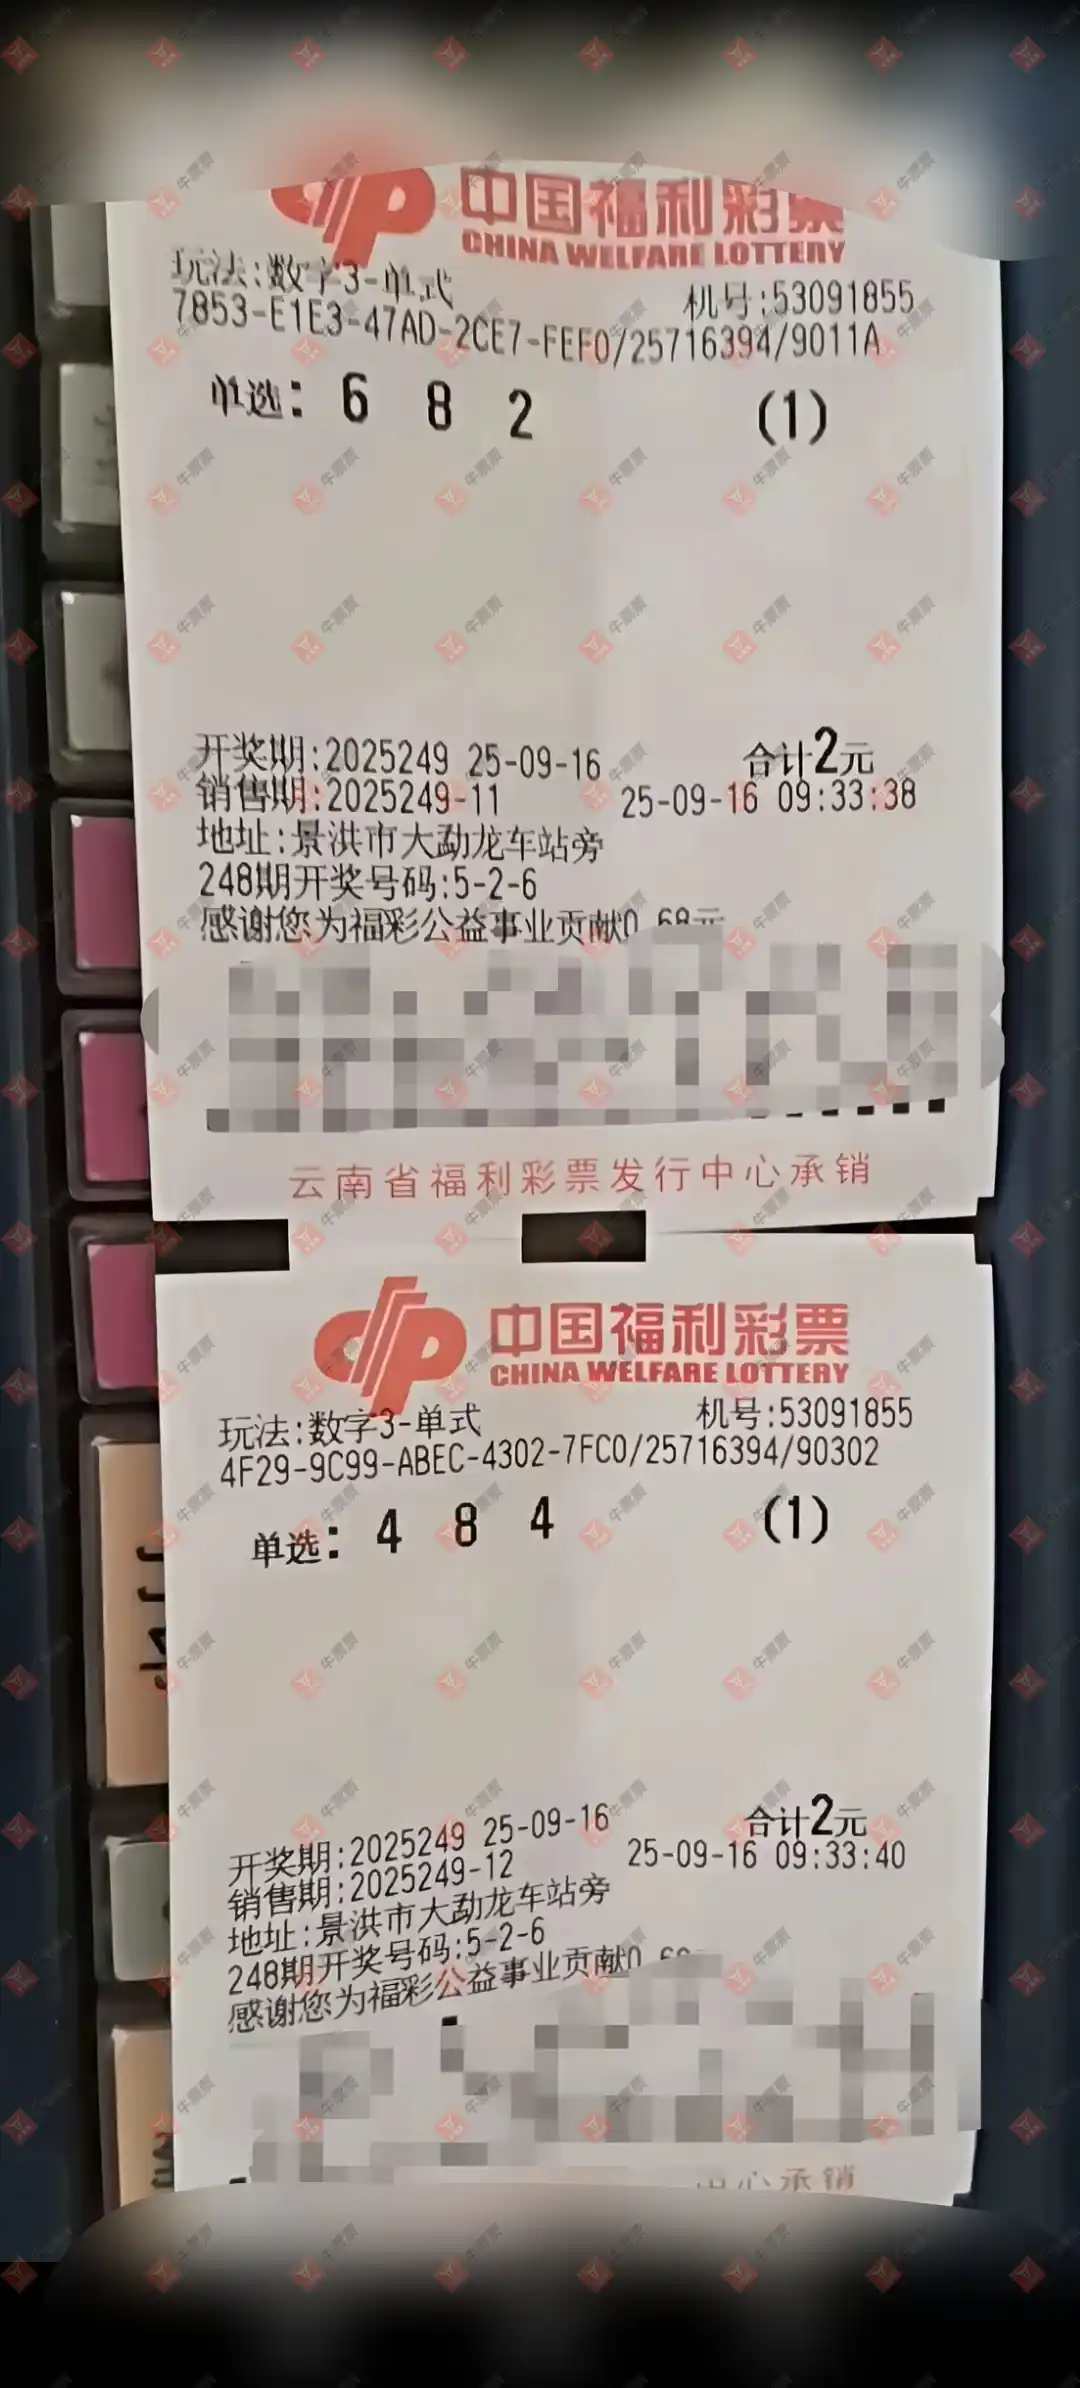 中国福利彩票
CHINA WELFARE LOTTERY
玩法:数字3-单式
机号:53091855
7853-E1E3-47AD-2CE7-FEF0/25716394/9011A
单选: 6 8 2 (1)
开奖期:2025249 25-09-16 合计2元
销售期:2025249-11 25-09-16 09:33:38
地址:景洪市大勐龙车站旁
248期开奖号码:5-2-6
感谢您为福彩公益事业贡献0.68元
云南省福利彩票发行中心承销
中国福利彩票
CHINA WELFARE LOTTERY
玩法:数字3-单式 机号:53091855
4F29-9C99-ABEC-4302-7FC0/25716394/90302
单选: 4 8 4 (1)
开奖期:2025249 25-09-16 合计2元
销售期:2025249-12 25-09-16 09:33:40
地址:景洪市大勐龙车站旁
248期开奖号码:5-2-6
感谢您为福彩公益事业贡献0.
中心承销
牛票票